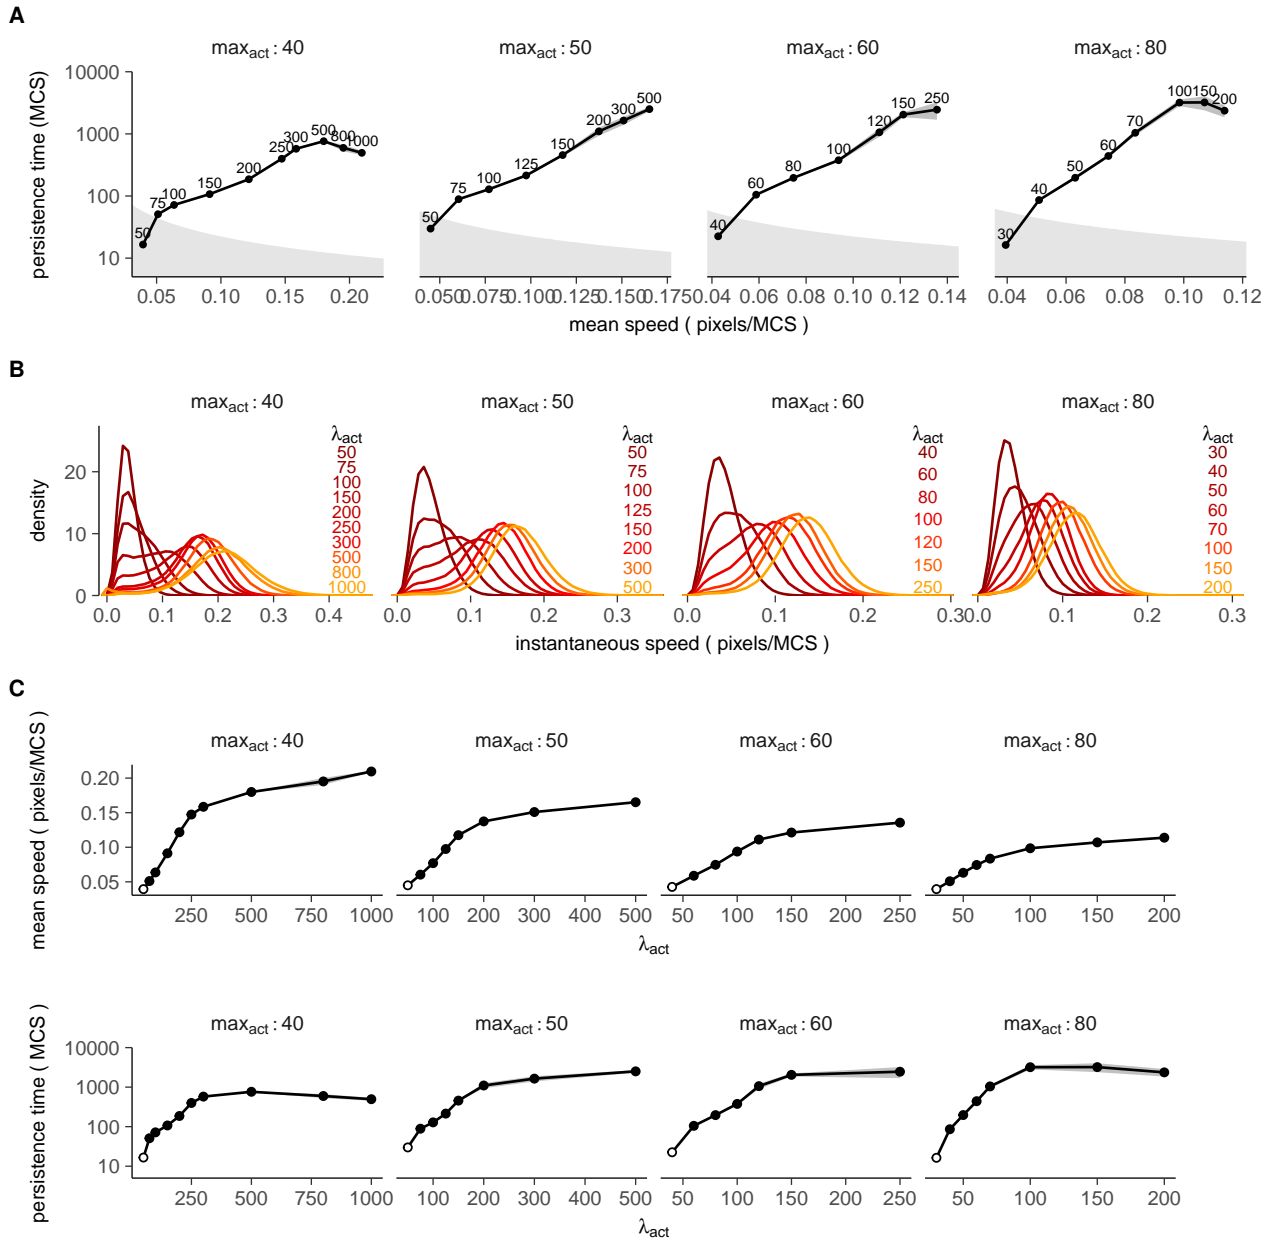 A
max_act : 40
max_act : 50
max_act : 60
max_act : 80
persistence time (MCS)
10000
1000
100
10
50 75 100 150 200 250 300 500 800 1000
50 75 100 125 150 200 300 500
40 60 80 100 120 150 250
30 40 50 60 70 100 150 200
0.05 0.10 0.15 0.20
0.050 0.075 0.100 0.125 0.150 0.175
0.04 0.06 0.08 0.10 0.12 0.14
0.04 0.06 0.08 0.10 0.12
mean speed ( pixels/MCS )
B
max_act : 40
max_act : 50
max_act : 60
max_act : 80
density
20
10
0
λ_act
50
75
100
150
200
250
300
500
800
1000
λ_act
50
75
100
125
150
200
300
500
λ_act
40
60
80
100
120
150
250
λ_act
30
40
50
60
70
100
150
200
0.0 0.1 0.2 0.3 0.4
0.0 0.1 0.2 0.3
0.0 0.1 0.2 0.3
0.0 0.1 0.2 0.3
instantaneous speed ( pixels/MCS )
C
max_act : 40
max_act : 50
max_act : 60
max_act : 80
mean speed ( pixels/MCS )
0.20
0.15
0.10
0.05
250 500 750 1000
100 200 300 400 500
50 100 150 200 250
50 100 150 200
λ_act
max_act : 40
max_act : 50
max_act : 60
max_act : 80
persistence time ( MCS )
10000
1000
100
10
250 500 750 1000
100 200 300 400 500
50 100 150 200 250
50 100 150 200
λ_act